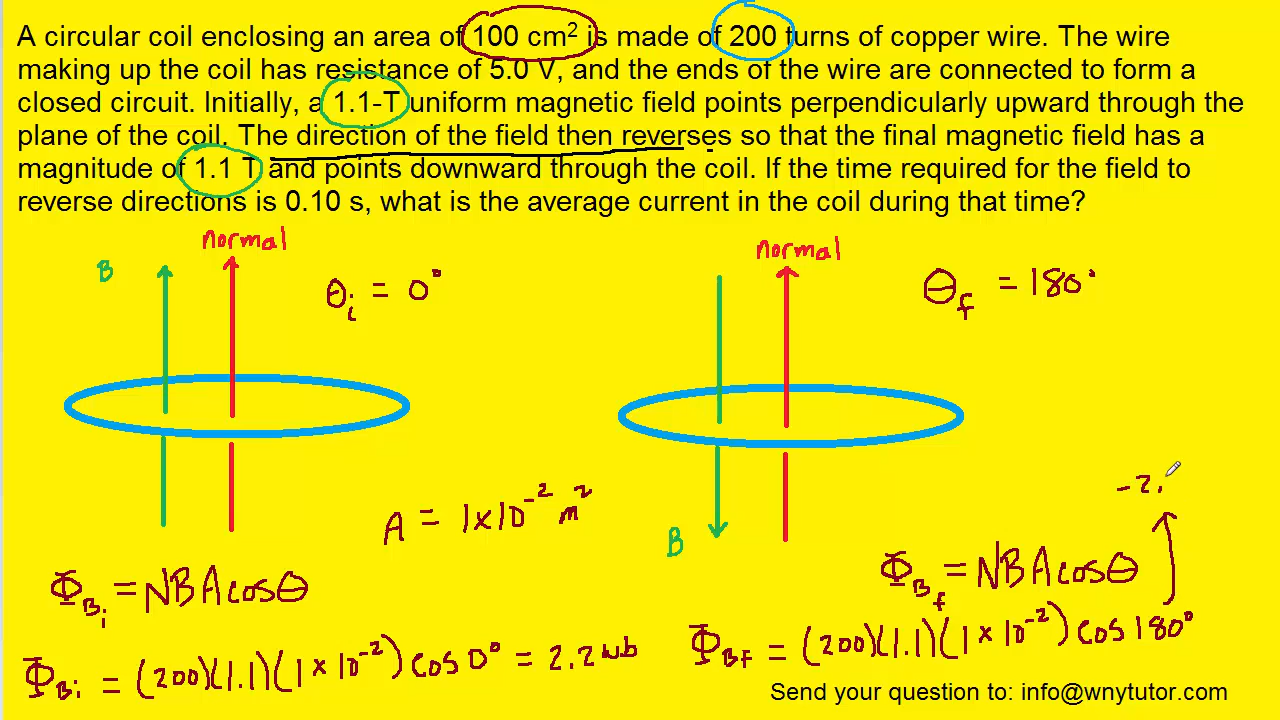 A circular coil enclosing an area of 100 cm² is made of 200 turns of copper wire. The wire
making up the coil has resistance of 5.0 V, and the ends of the wire are connected to form a
closed circuit. Initially, a 1.1-T uniform magnetic field points perpendicularly upward through the
plane of the coil. The direction of the field then reverses so that the final magnetic field has a
magnitude of 1.1 T and points downward through the coil. If the time required for the field to
reverse directions is 0.10 s, what is the average current in the coil during that time?
normal
B
θi = 0°
normal
θf = 180°
A = 1×10⁻² m²
B
-2.
ΦBi = NBAcosθ
ΦBf = NBAcosθ
ΦBi = (200)(1.1)(1×10⁻²)cos0° = 2.2 wb
ΦBf = (200)(1.1)(1×10⁻²)cos180°
Send your question to: info@wnytutor.com